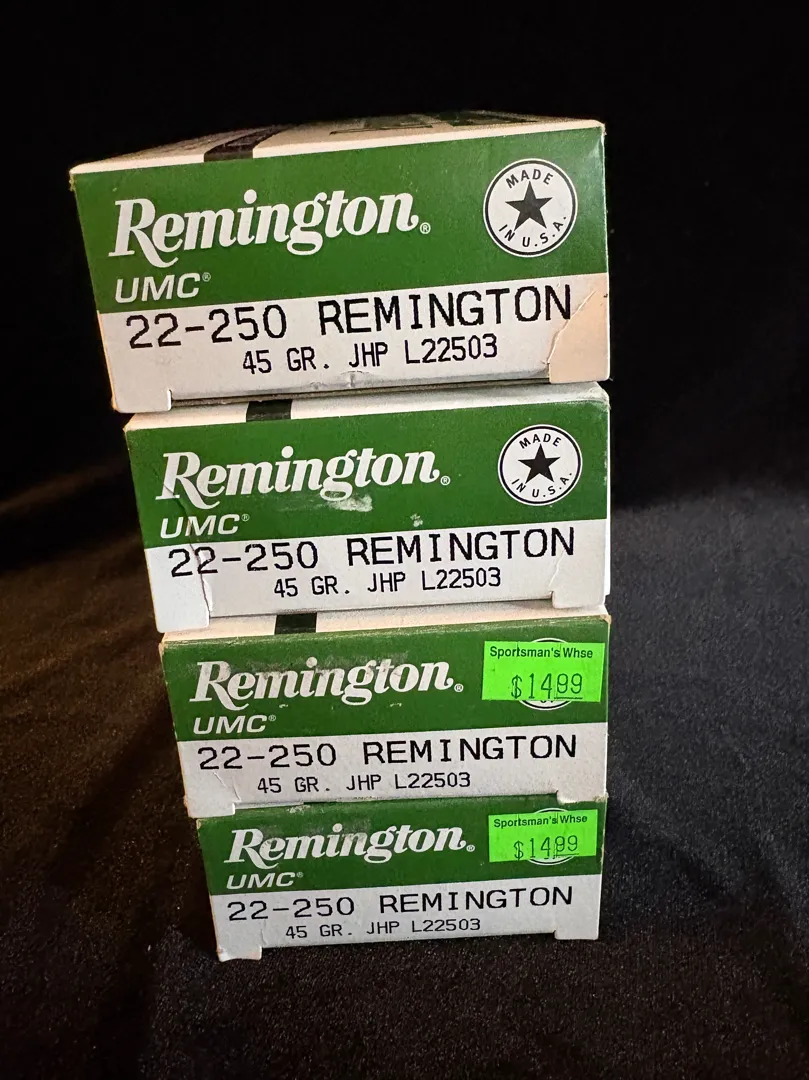 Remington®
MADE IN U.S.A.
UMC®
22-250 REMINGTON
45 GR. JHP L22503
Remington®
MADE IN U.S.A.
UMC®
22-250 REMINGTON
45 GR. JHP L22503
Sportsman's Whse
$14.99
Remington®
UMC®
22-250 REMINGTON
45 GR. JHP L22503
Sportsman's Whse
$14.99
Remington®
UMC®
22-250 REMINGTON
45 GR. JHP L22503